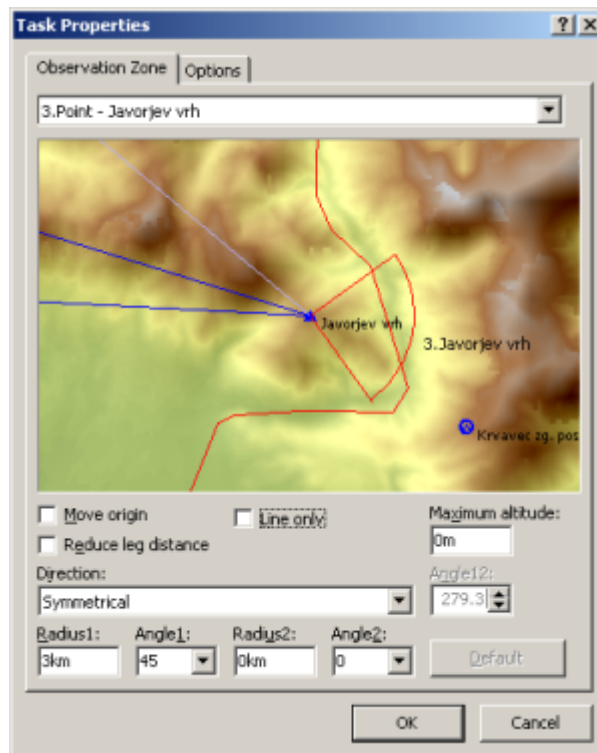 Task Properties
Observation Zone
Options
3.Point - Javorjev vrh
Javorjev vrh
3.Javorjev vrh
Krvavec zg. pos
Move origin
Line only
Maximum altitude:
Reduce leg distance
0m
Direction:
Angle12:
Symmetrical
279.3
Radius1:
Angle1:
Radius2:
Angle2:
3km
45
0km
0
Default
OK
Cancel